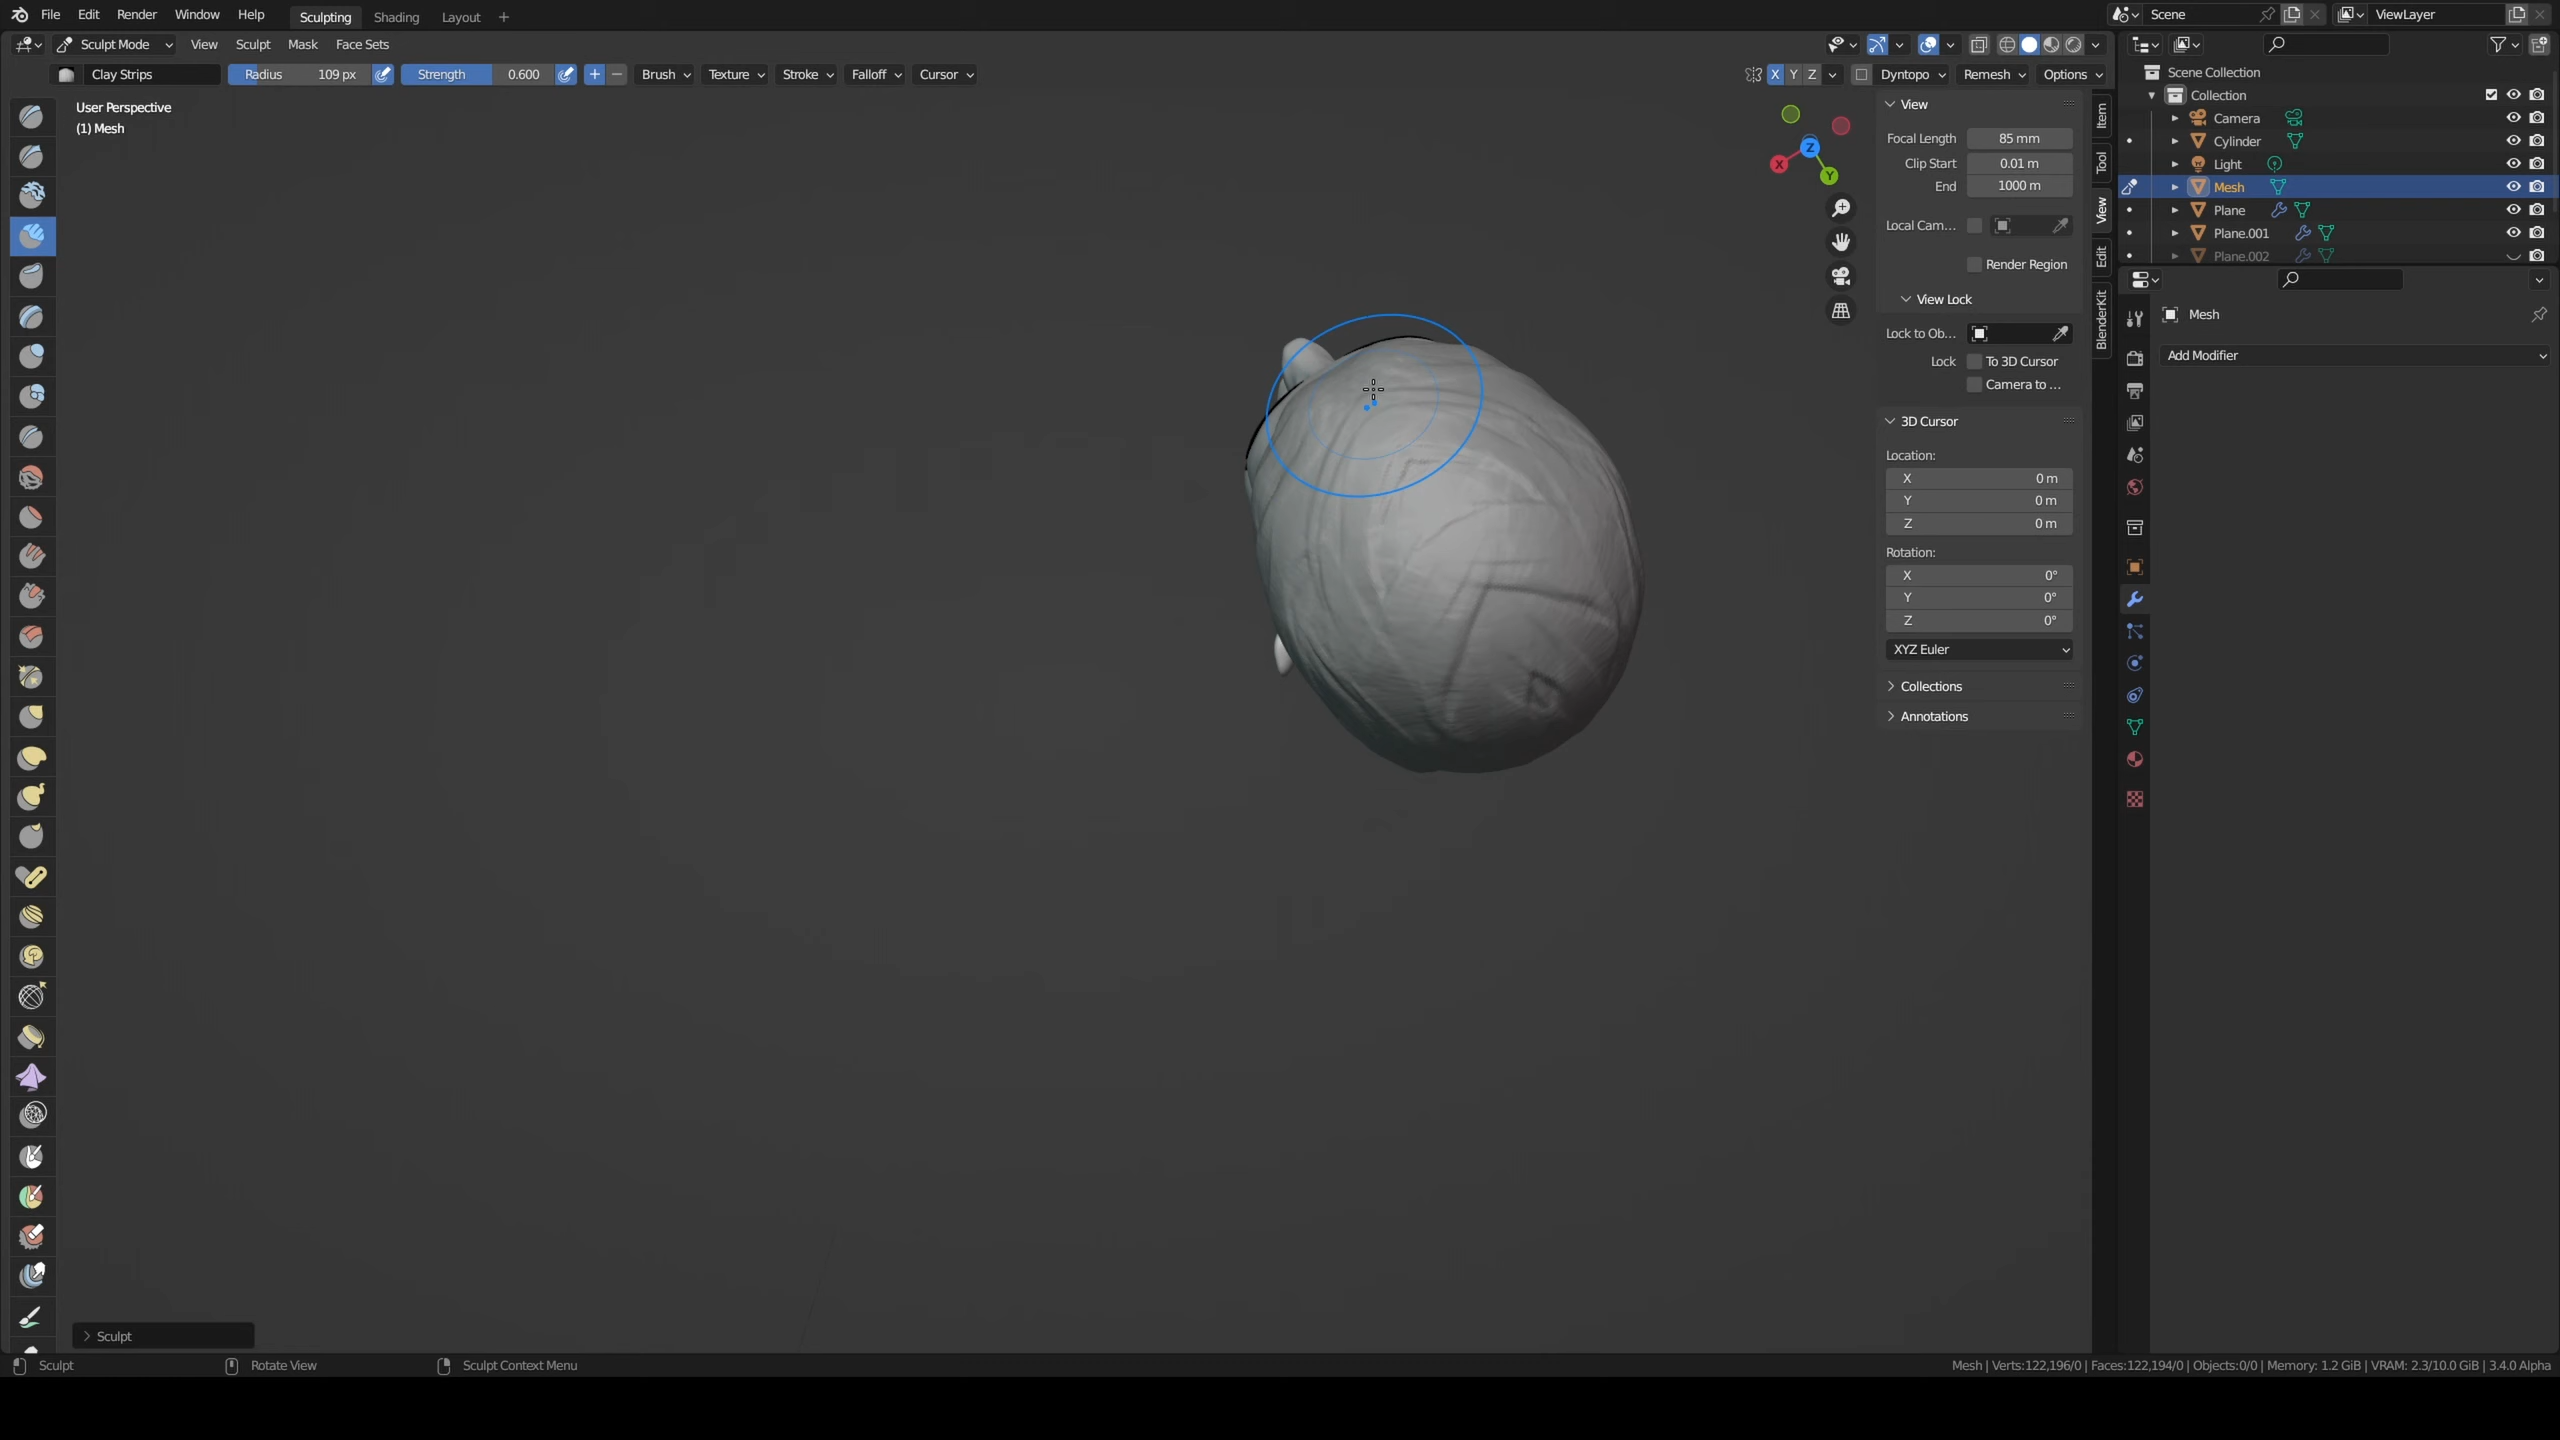 File Edit Render Window Help Sculpting Shading Layout + Scene ViewLayer
Sculpt Mode View Sculpt Mask Face Sets
Clay Strips Radius 109 px Strength 0.600 + − Brush Texture Stroke Falloff Cursor X Y Z Dyntopo Remesh Options
User Perspective
(1) Mesh
X Y Z
View
Focal Length 85 mm
Clip Start 0.01 m
End 1000 m
Local Cam...
Render Region
View Lock
Lock to Ob...
Lock To 3D Cursor
Camera to ...
3D Cursor
Location:
X 0 m
Y 0 m
Z 0 m
Rotation:
X 0°
Y 0°
Z 0°
XYZ Euler
Collections
Annotations
Item
Tool
View
Edit
BlenderKit
Scene Collection
Collection
Camera
Cylinder
Light
Mesh
Plane
Plane.001
Plane.002
Mesh
Add Modifier
Sculpt
Sculpt Rotate View Sculpt Context Menu
Mesh | Verts:122,196/0 | Faces:122,194/0 | Objects:0/0 | Memory: 1.2 GiB | VRAM: 2.3/10.0 GiB | 3.4.0 Alpha